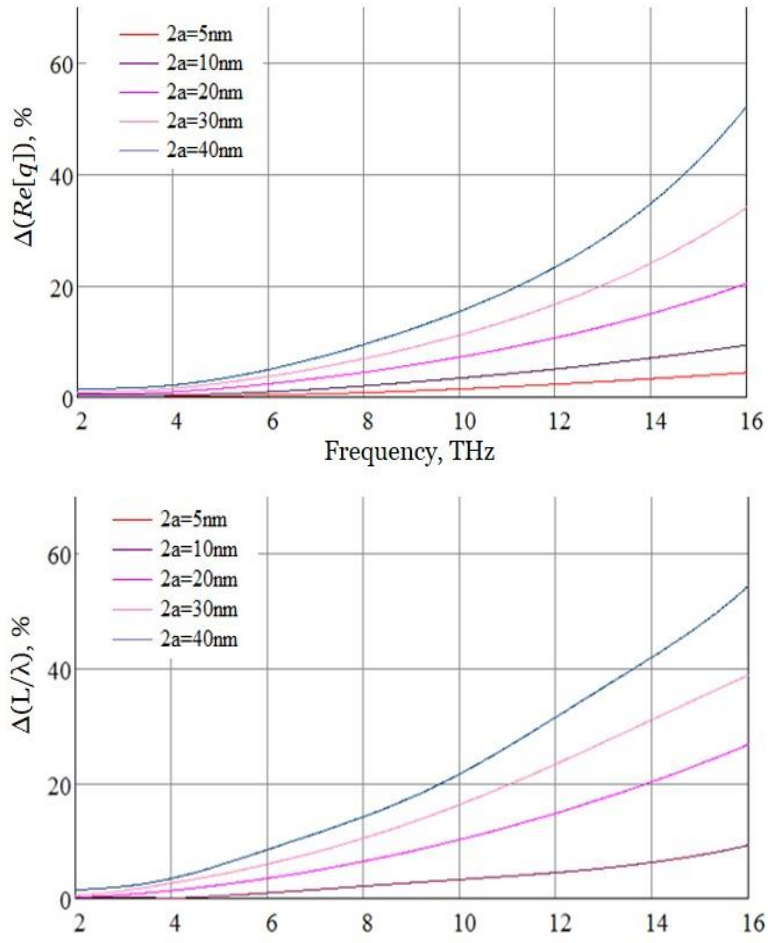 2a=5nm
2a=10nm
2a=20nm
2a=30nm
2a=40nm
Δ(Re[q]), %
60
40
20
0
2 4 6 8 10 12 14 16
Frequency, THz
2a=5nm
2a=10nm
2a=20nm
2a=30nm
2a=40nm
Δ(L/λ), %
60
40
20
0
2 4 6 8 10 12 14 16